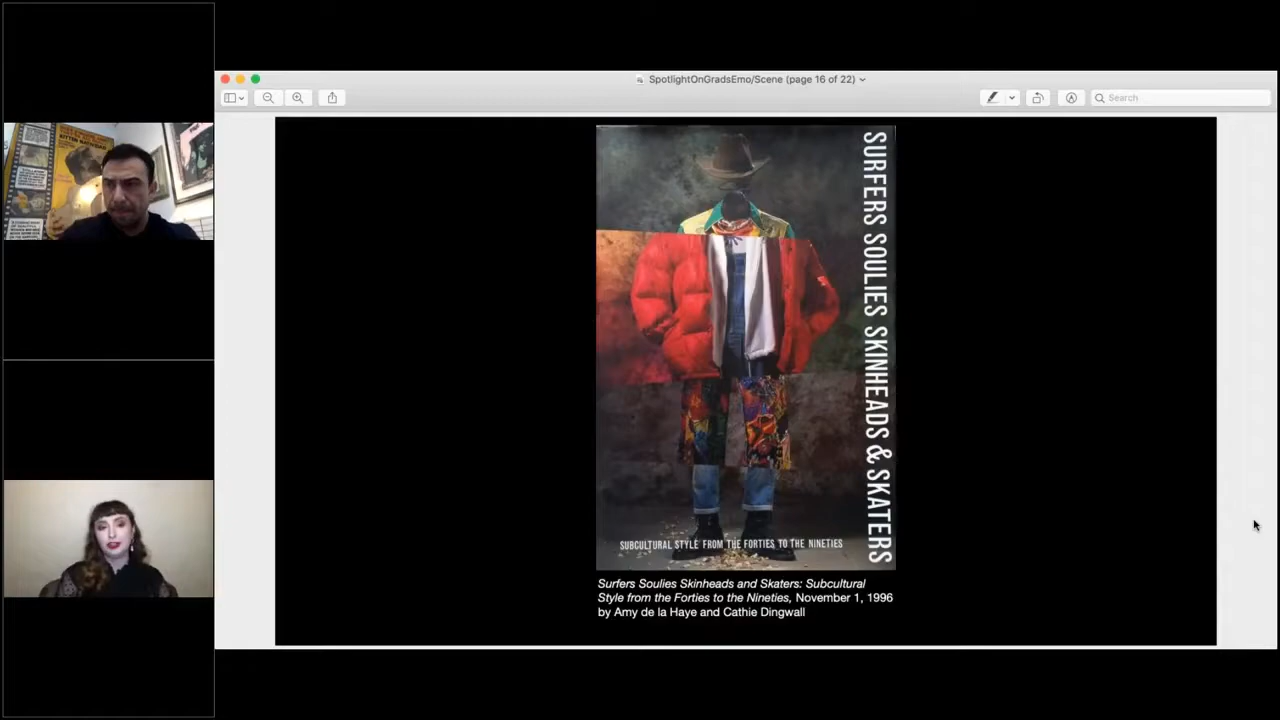 SpotlightOnGradsEmo/Scene (page 16 of 22)
Search
SURFERS SOULIES SKINHEADS & SKATERS
SUBCULTURAL STYLE FROM THE FORTIES TO THE NINETIES
Surfers Soulies Skinheads and Skaters: Subcultural
Style from the Forties to the Nineties, November 1, 1996
by Amy de la Haye and Cathie Dingwall